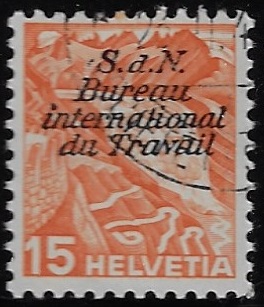 S.d.N.
Bureau
international
du Travail
15 HELVETIA